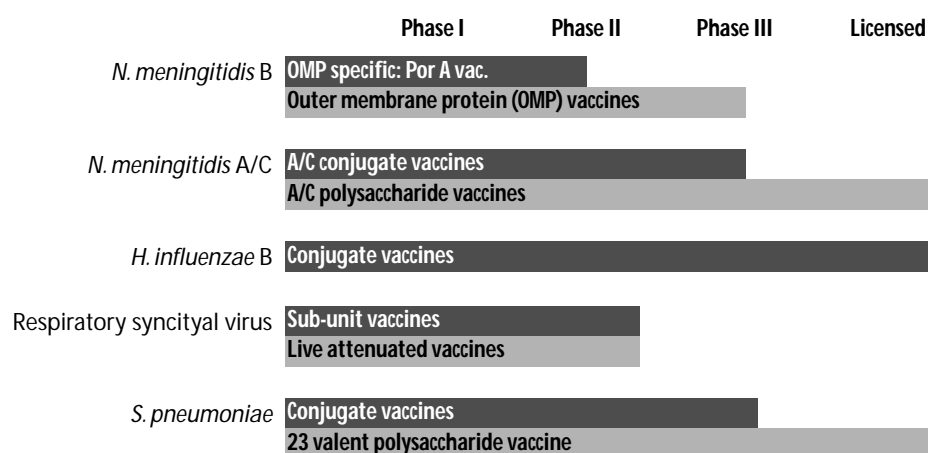 Phase I Phase II Phase III Licensed
N. meningitidis B OMP specific: Por A vac.
Outer membrane protein (OMP) vaccines
N. meningitidis A/C A/C conjugate vaccines
A/C polysaccharide vaccines
H. influenzae B Conjugate vaccines
Respiratory syncityal virus Sub-unit vaccines
Live attenuated vaccines
S. pneumoniae Conjugate vaccines
23 valent polysaccharide vaccine